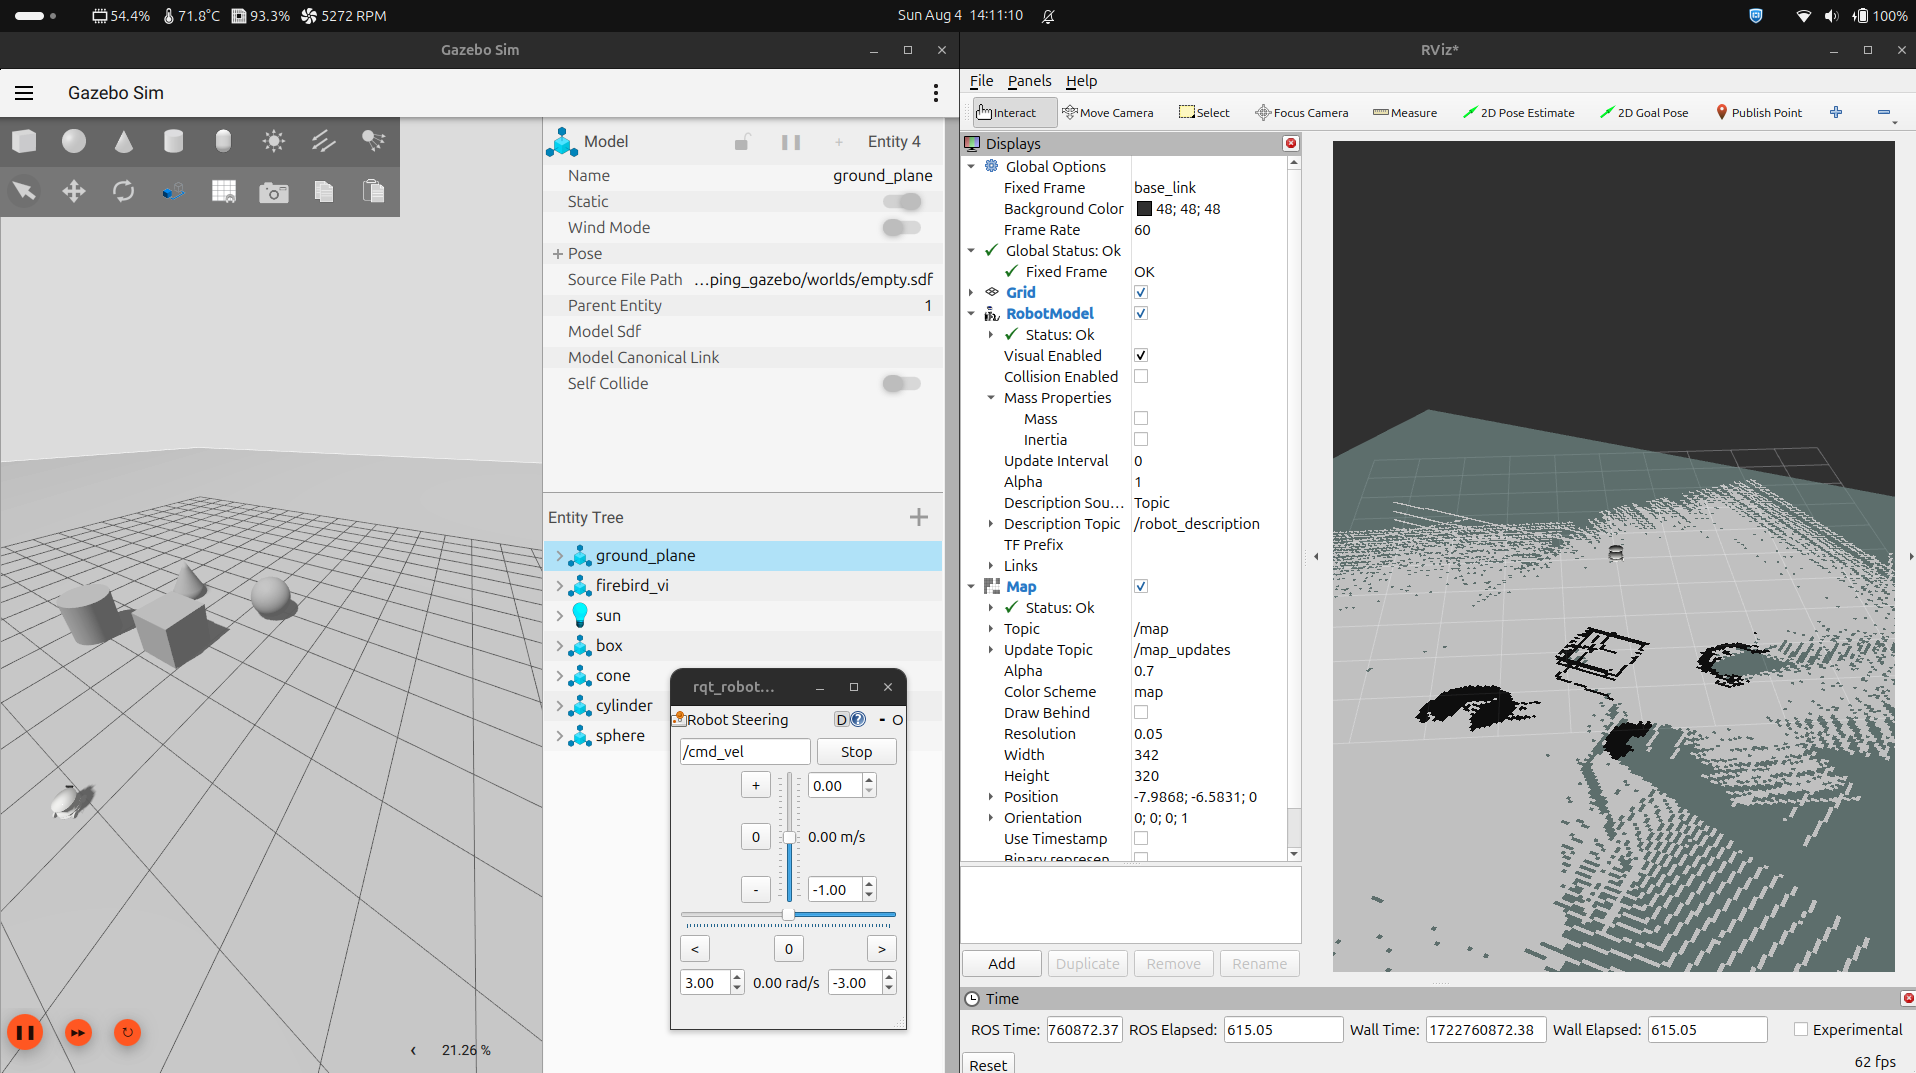 54.4% 71.8°C 93.3% 5272 RPM
Sun Aug 4 14:11:10
100%
Gazebo Sim
RViz*
Gazebo Sim
Model
Entity 4
Name ground_plane
Static
Wind Mode
Pose
Source File Path ...ping_gazebo/worlds/empty.sdf
Parent Entity 1
Model Sdf
Model Canonical Link
Self Collide
Entity Tree
ground_plane
firebird_vi
sun
box
cone
cylinder
sphere
rqt_robot...
Robot Steering
D ? - O
/cmd_vel Stop
+ 0.00
0 0.00 m/s
- -1.00
< 0 >
3.00 0.00 rad/s -3.00
21.26 %
File Panels Help
Interact Move Camera Select Focus Camera Measure 2D Pose Estimate 2D Goal Pose Publish Point
Displays
Global Options
Fixed Frame base_link
Background Color 48; 48; 48
Frame Rate 60
Global Status: Ok
Fixed Frame OK
Grid
RobotModel
Status: Ok
Visual Enabled
Collision Enabled
Mass Properties
Mass
Inertia
Update Interval 0
Alpha 1
Description Sou... Topic
Description Topic /robot_description
TF Prefix
Links
Map
Status: Ok
Topic /map
Update Topic /map_updates
Alpha 0.7
Color Scheme map
Draw Behind
Resolution 0.05
Width 342
Height 320
Position -7.9868; -6.5831; 0
Orientation 0; 0; 0; 1
Use Timestamp
Binary represen
Add Duplicate Remove Rename
Time
ROS Time: 760872.37 ROS Elapsed: 615.05 Wall Time: 1722760872.38 Wall Elapsed: 615.05 Experimental
Reset
62 fps